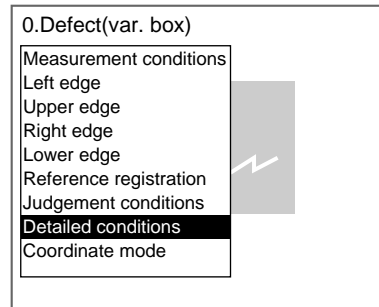 0.Defect(var. box)
Measurement conditions
Left edge
Upper edge
Right edge
Lower edge
Reference registration
Judgement conditions
Detailed conditions
Coordinate mode